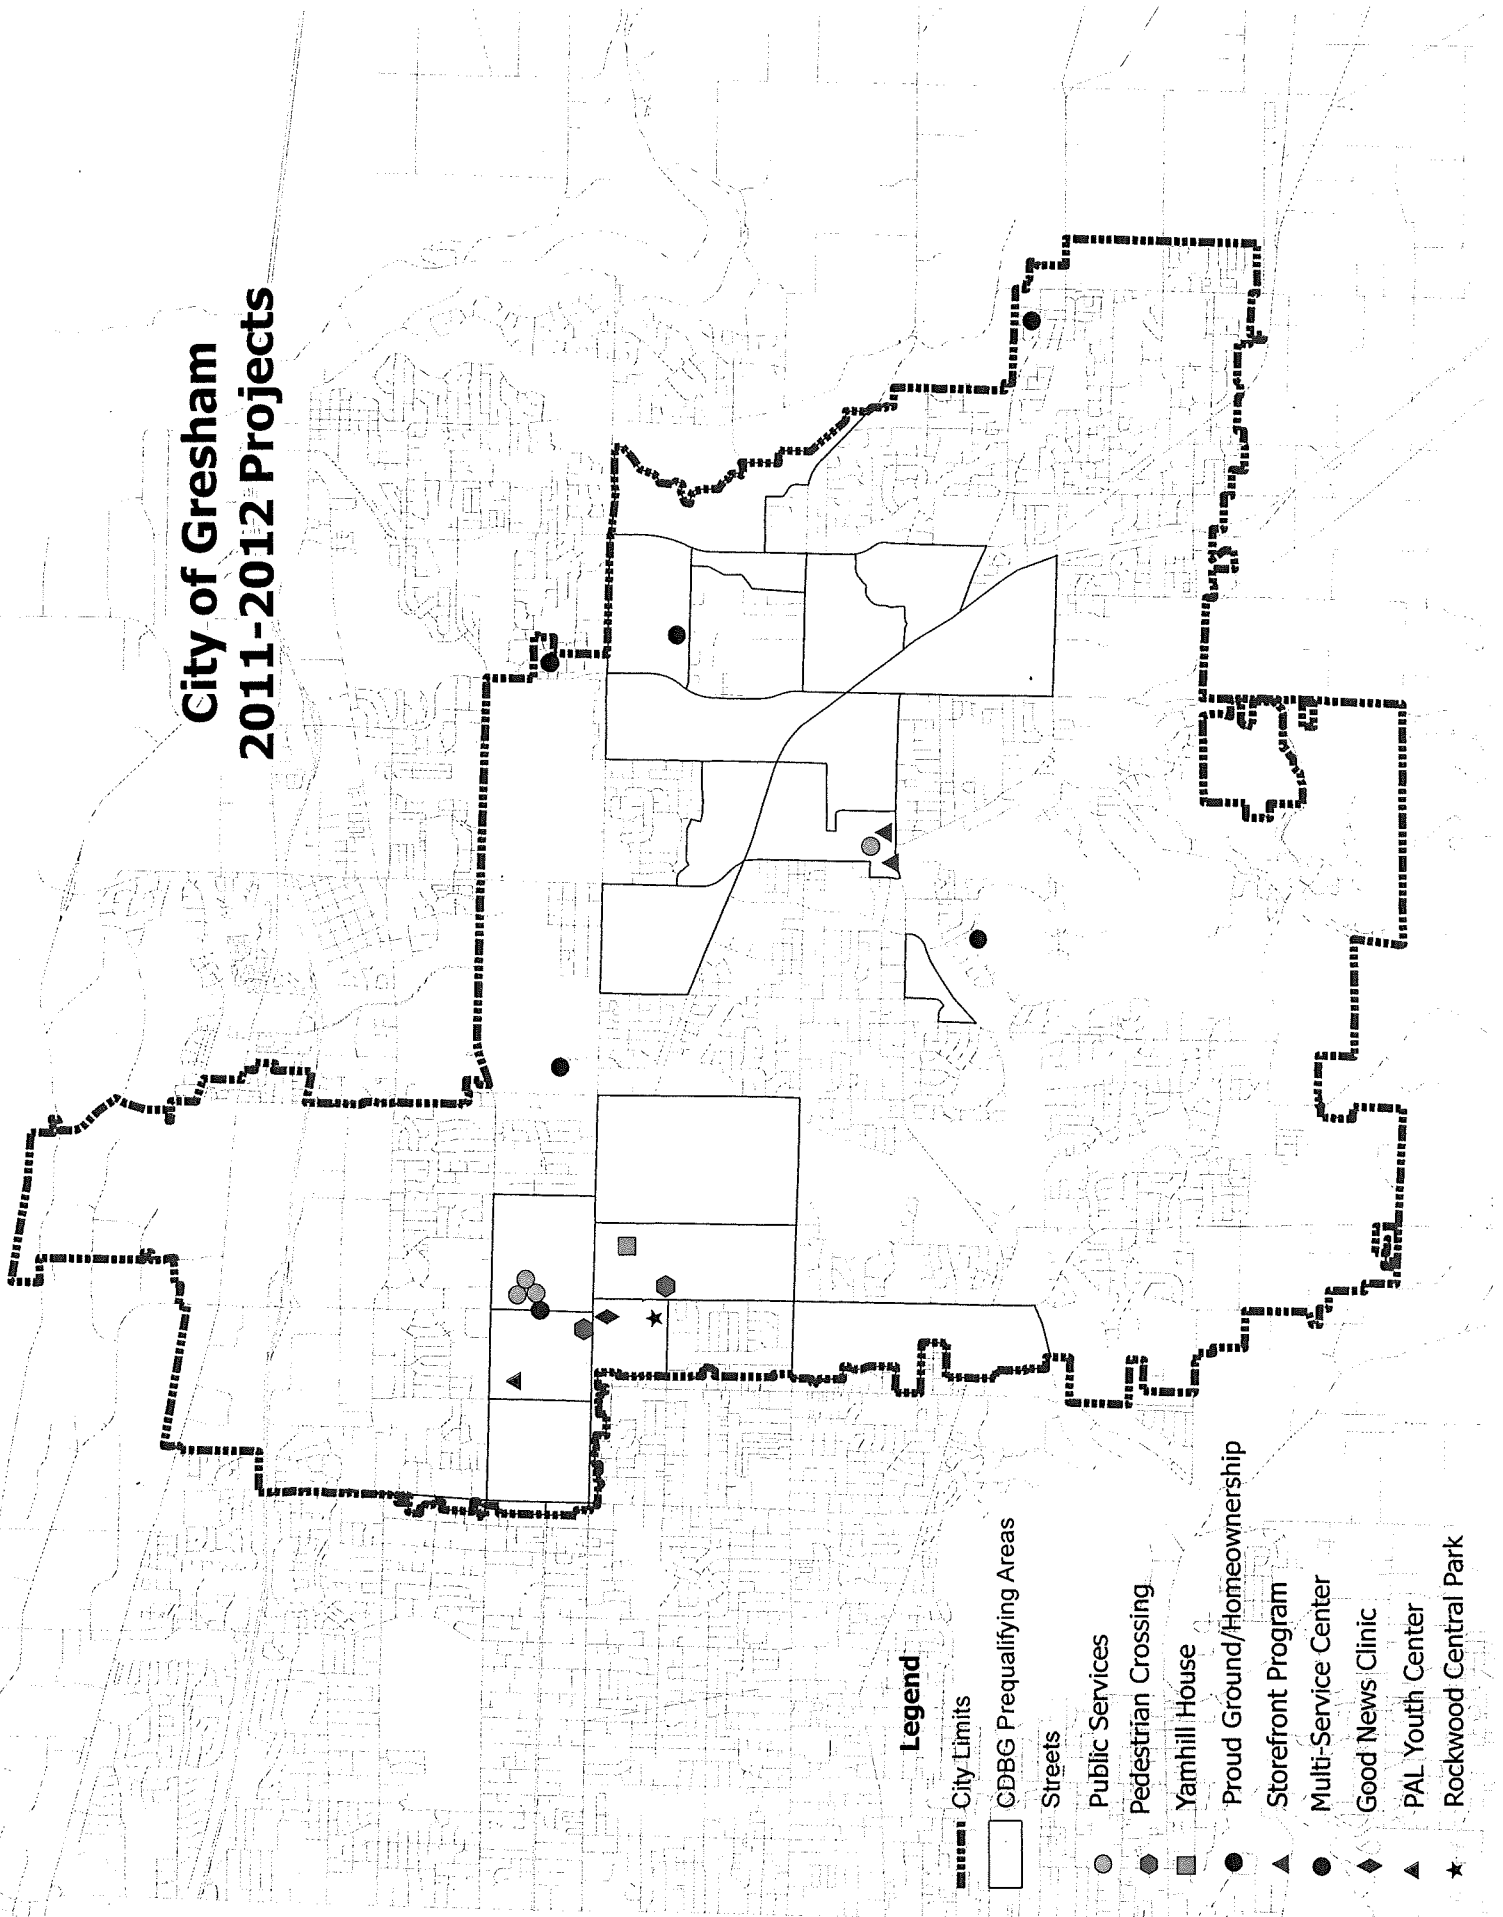 City of Gresham
2011-2012 Projects
Legend
City Limits
CDBG Prequalifying Areas
Streets
Public Services
Pedestrian Crossing
Yamhill House
Proud Ground/Homeownership
Storefront Program
Multi-Service Center
Good News Clinic
PAL Youth Center
Rockwood Central Park